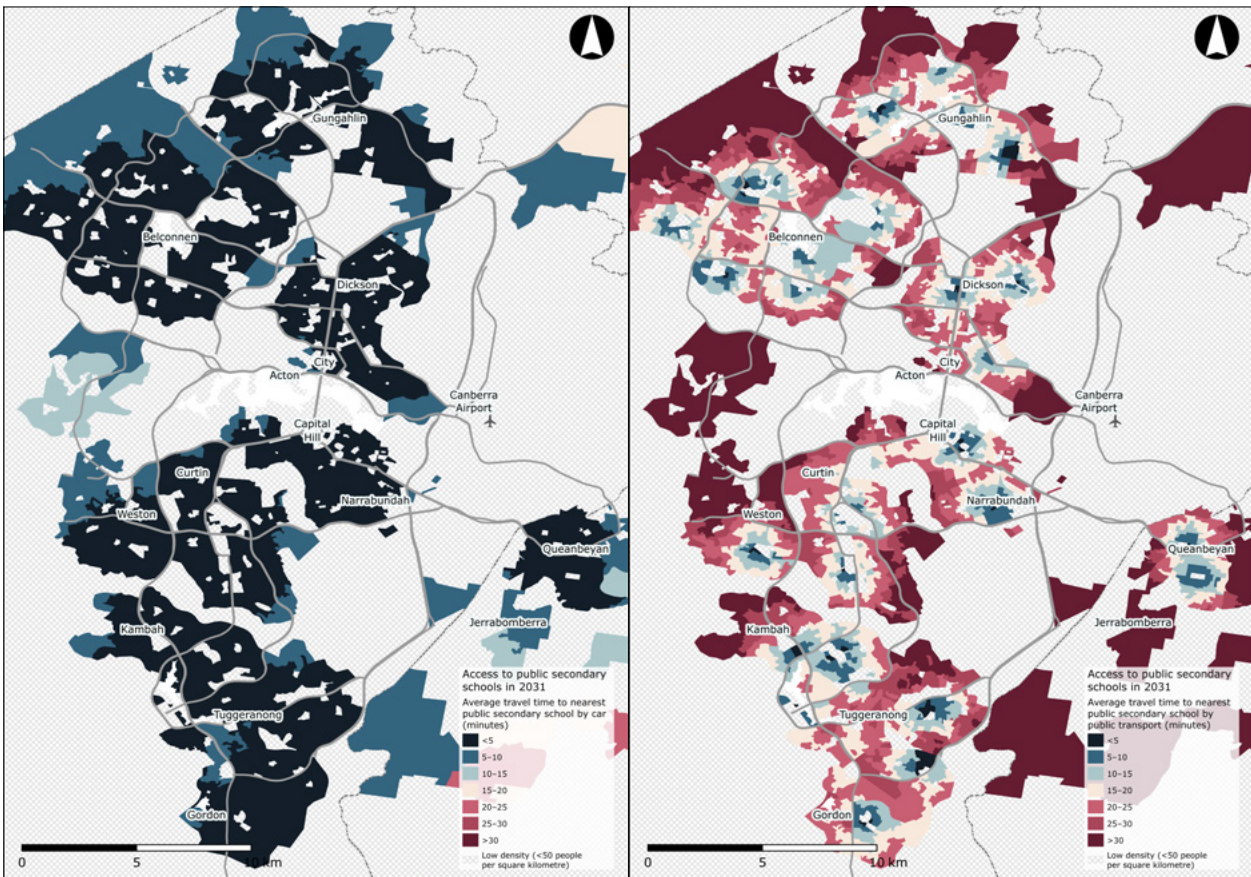 Gungahlin
Belconnen
Dickson
City
Acton
Canberra
Airport
Capital
Hill
Curtin
Narrabundah
Weston
Queanbeyan
Kambah
Jerrabomberra
Tuggeranong
Gordon
Access to public secondary
schools in 2031
Average travel time to nearest
public secondary school by car
(minutes)
<5
5–10
10–15
15–20
20–25
25–30
>30
Low density (<50 people
per square kilometre)
0
5
10 km
Gungahlin
Belconnen
Dickson
City
Acton
Canberra
Airport
Capital
Hill
Curtin
Narrabundah
Weston
Queanbeyan
Kambah
Jerrabomberra
Tuggeranong
Gordon
Access to public secondary
schools in 2031
Average travel time to nearest
public secondary school by
public transport (minutes)
<5
5–10
10–15
15–20
20–25
25–30
>30
Low density (<50 people
per square kilometre)
0
5
10 km